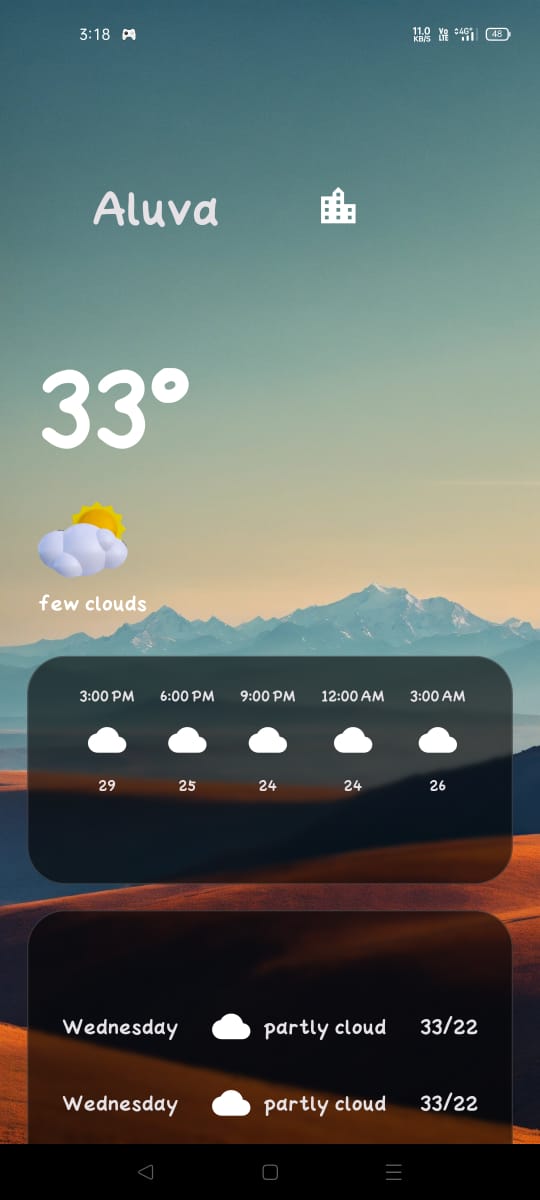 3:18 11.0 KB/S Vo LTE 4G+ 48
Aluva
33°
few clouds
3:00 PM 6:00 PM 9:00 PM 12:00 AM 3:00 AM
29 25 24 24 26
Wednesday partly cloud 33/22
Wednesday partly cloud 33/22